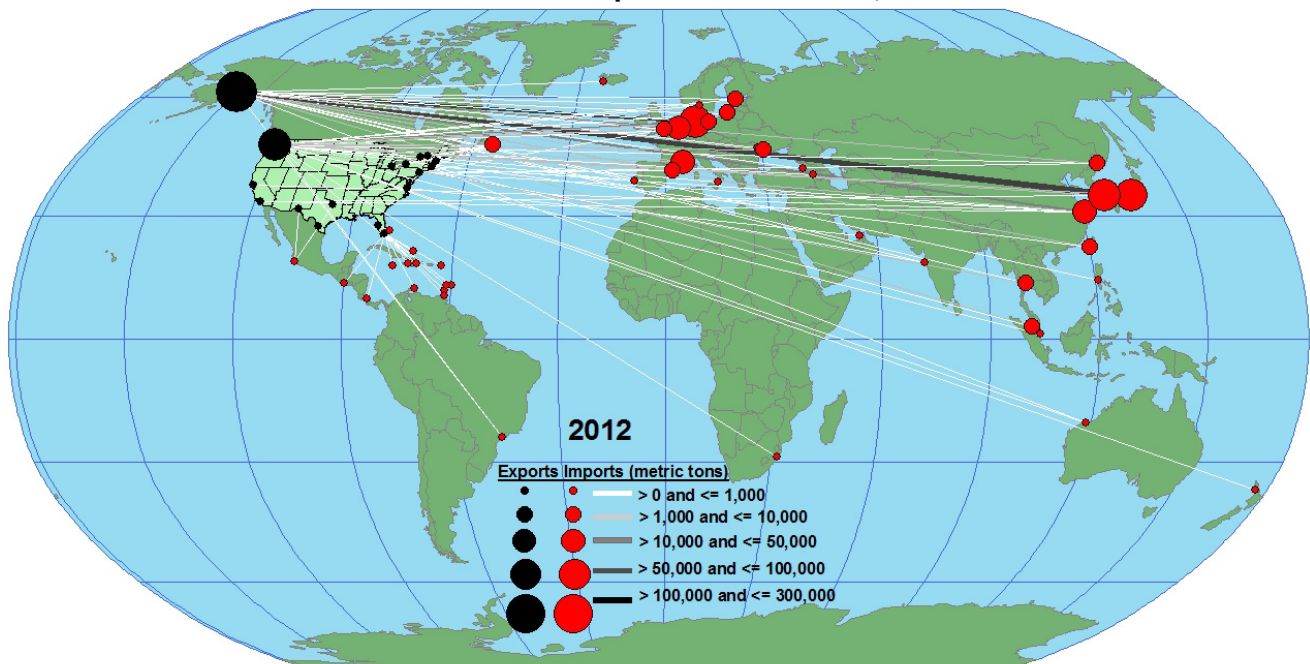 2012
Exports Imports (metric tons)
> 0 and <= 1,000
> 1,000 and <= 10,000
> 10,000 and <= 50,000
> 50,000 and <= 100,000
> 100,000 and <= 300,000